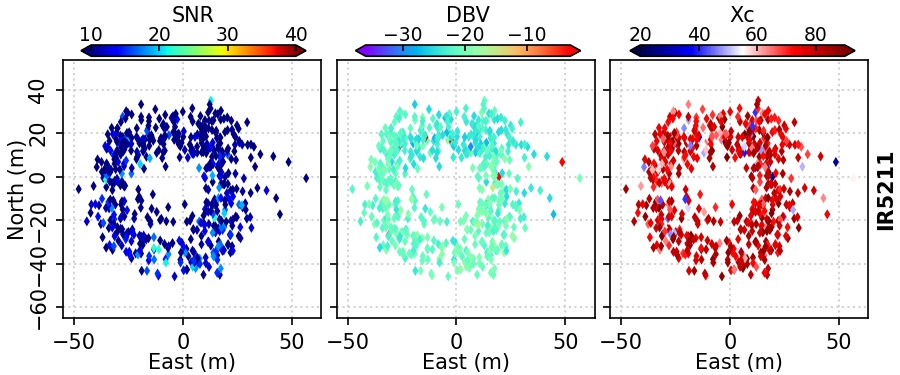 SNR DBV Xc
10 20 30 40 −30 −20 −10 20 40 60 80
40
20
0
−20
−40
−60
North (m)
−50 0 50 −50 0 50 −50 0 50
East (m) East (m) East (m)
IR5211